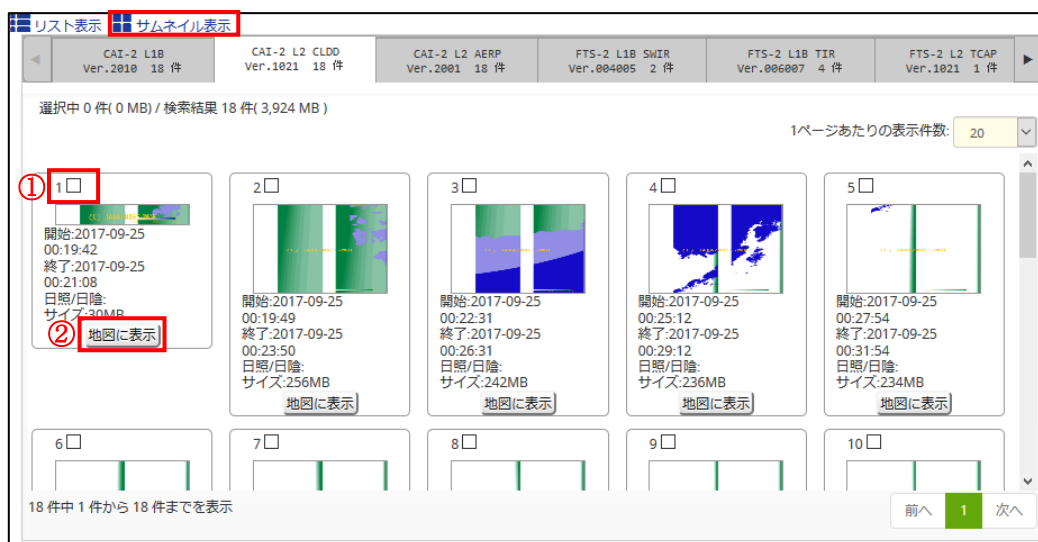 リスト表示 サムネイル表示
◀ CAI-2 L1B CAI-2 L2 CLDD CAI-2 L2 AERP FTS-2 L1B SWIR FTS-2 L1B TIR FTS-2 L2 TCAP ▶
Ver.2010 18 件 Ver.1021 18 件 Ver.2001 18 件 Ver.004005 2 件 Ver.006007 4 件 Ver.1021 1 件
選択中 0 件( 0 MB) / 検索結果 18 件( 3,924 MB )
1ページあたりの表示件数: 20
① 1
開始:2017-09-25
00:19:42
終了:2017-09-25
00:21:08
日照/日陰:
サイズ:30MB
② 地図に表示
2
開始:2017-09-25
00:19:49
終了:2017-09-25
00:23:50
日照/日陰:
サイズ:256MB
地図に表示
3
開始:2017-09-25
00:22:31
終了:2017-09-25
00:26:31
日照/日陰:
サイズ:242MB
地図に表示
4
開始:2017-09-25
00:25:12
終了:2017-09-25
00:29:12
日照/日陰:
サイズ:236MB
地図に表示
5
開始:2017-09-25
00:27:54
終了:2017-09-25
00:31:54
日照/日陰:
サイズ:234MB
地図に表示
6 7 8 9 10
18 件中 1 件から 18 件までを表示
前へ 1 次へ